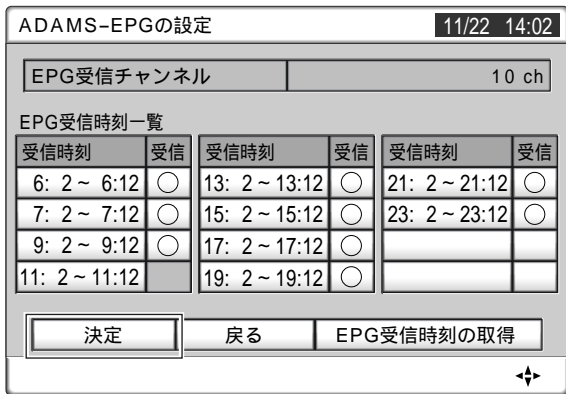 ADAMS-EPGの設定 11/22 14:02
EPG受信チャンネル 10 ch
EPG受信時刻一覧
受信時刻 受信 受信時刻 受信 受信時刻 受信
6: 2~ 6:12 ○ 13: 2~13:12 ○ 21: 2~21:12 ○
7: 2~ 7:12 ○ 15: 2~15:12 ○ 23: 2~23:12 ○
9: 2~ 9:12 ○ 17: 2~17:12 ○
11: 2~11:12 19: 2~19:12 ○
決定 戻る EPG受信時刻の取得